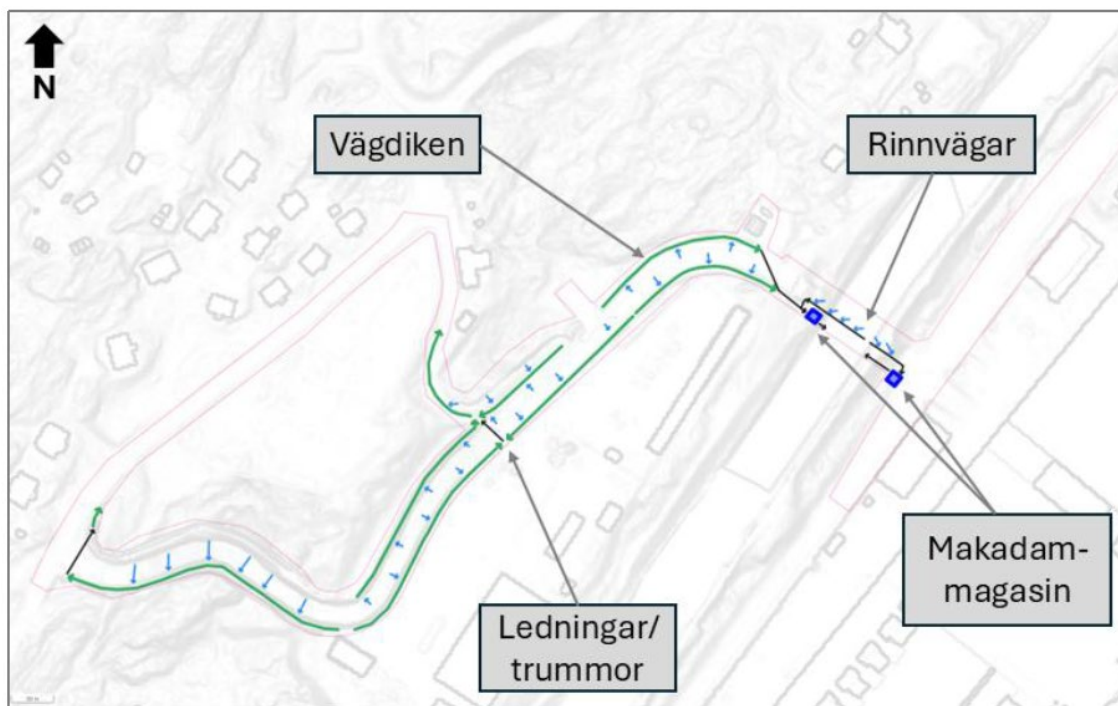 N
Vägdiken
Rinnvägar
Makadam-
magasin
Ledningar/
trummor